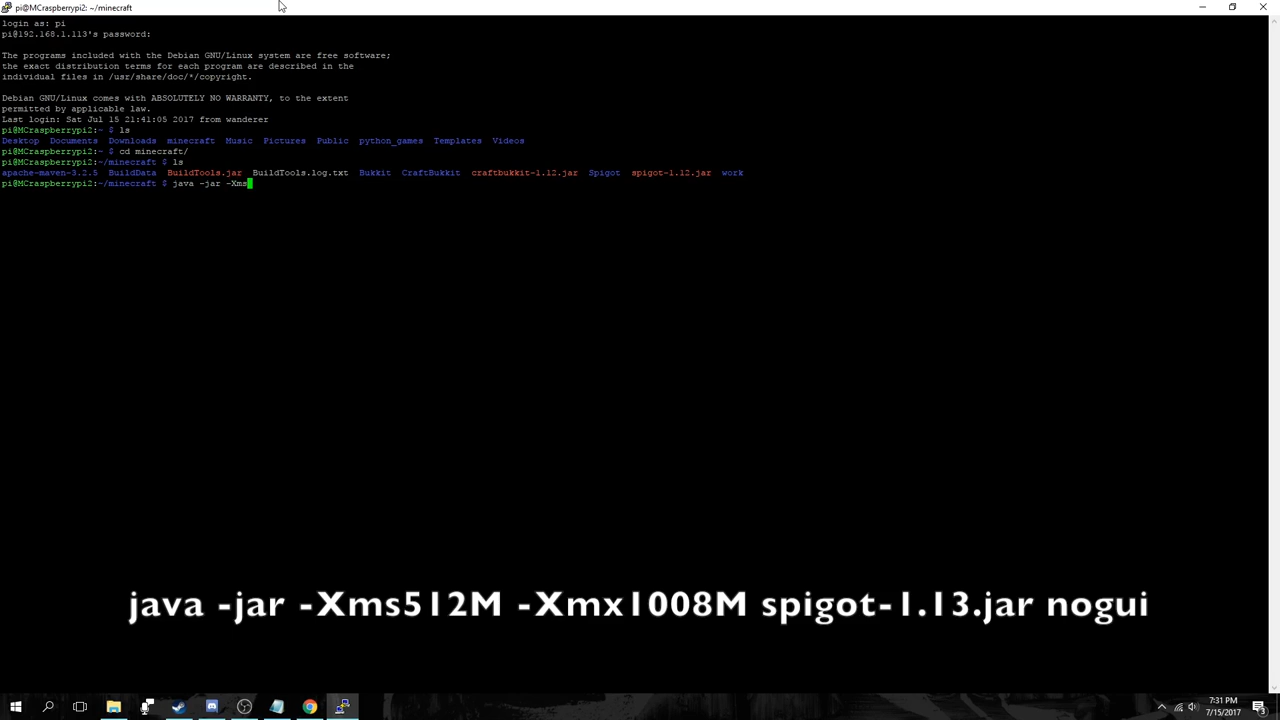 pi@MCraspberrypi2: ~/minecraft
login as: pi
pi@192.168.1.113's password:
The programs included with the Debian GNU/Linux system are free software;
the exact distribution terms for each program are described in the
individual files in /usr/share/doc/*/copyright.
Debian GNU/Linux comes with ABSOLUTELY NO WARRANTY, to the extent
permitted by applicable law.
Last login: Sat Jul 15 21:41:05 2017 from wanderer
pi@MCraspberrypi2:~ $ ls
Desktop Documents Downloads minecraft Music Pictures Public python_games Templates Videos
pi@MCraspberrypi2:~ $ cd minecraft/
pi@MCraspberrypi2:~/minecraft $ ls
apache-maven-3.2.5 BuildData BuildTools.jar BuildTools.log.txt Bukkit CraftBukkit craftbukkit-1.12.jar Spigot spigot-1.12.jar work
pi@MCraspberrypi2:~/minecraft $ java -jar -Xms
java -jar -Xms512M -Xmx1008M spigot-1.13.jar nogui
7:31 PM
7/15/2017
3